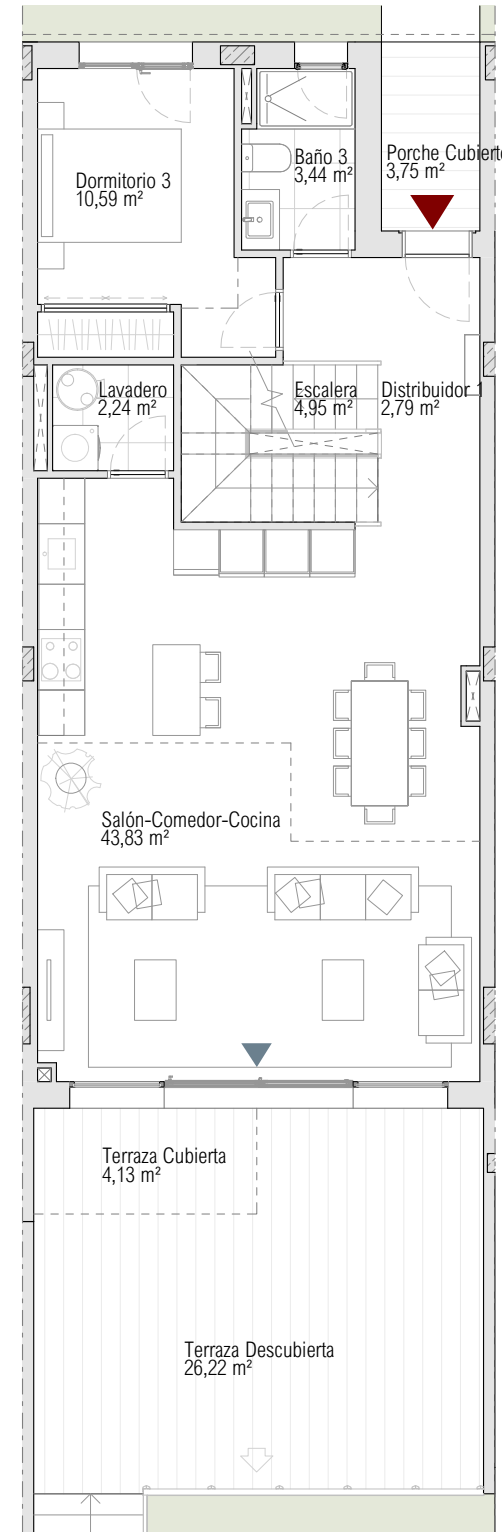 Dormitorio 3
10,59 m²
Baño 3
3,44 m²
Porche Cubierto
3,75 m²
Lavadero
2,24 m²
Escalera
4,95 m²
Distribuidor 1
2,79 m²
Salón-Comedor-Cocina
43,83 m²
Terraza Cubierta
4,13 m²
Terraza Descubierta
26,22 m²